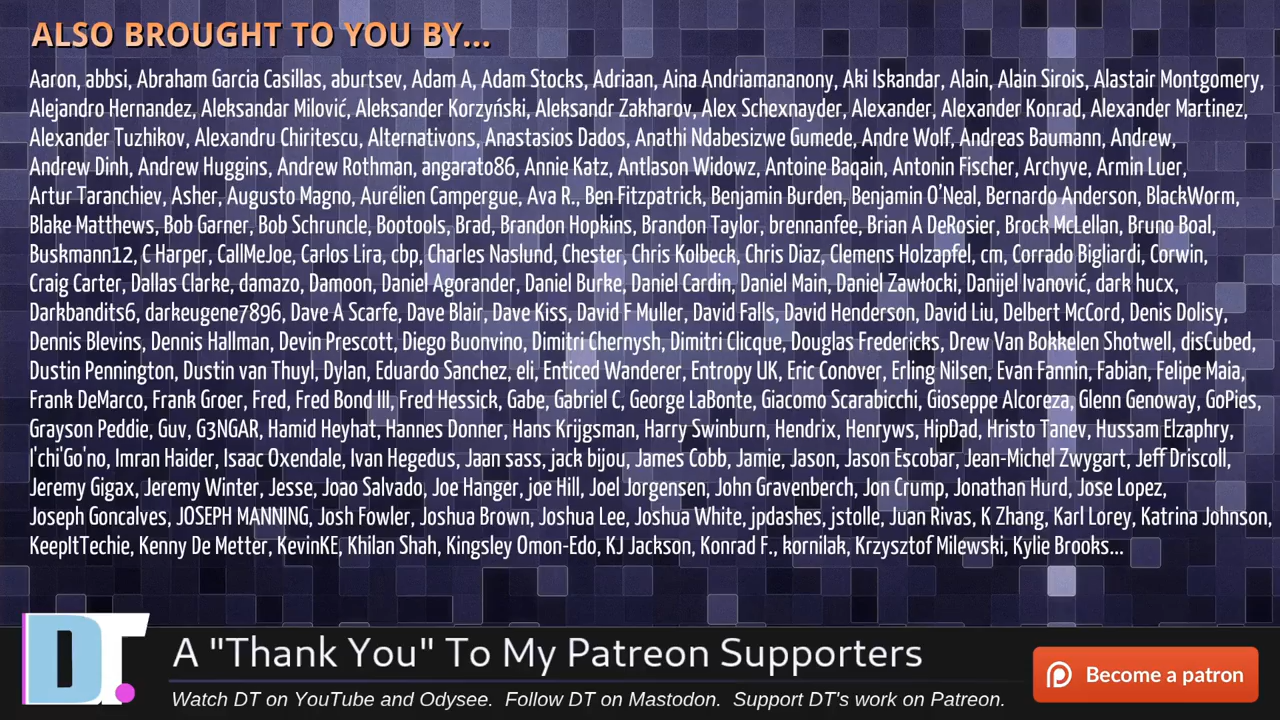 ALSO BROUGHT TO YOU BY...
Aaron, abbsi, Abraham Garcia Casillas, aburtsev, Adam A, Adam Stocks, Adriaan, Aina Andriamananony, Aki Iskandar, Alain, Alain Sirois, Alastair Montgomery,
Alejandro Hernandez, Aleksandar Milović, Aleksander Korzyński, Aleksandr Zakharov, Alex Schexnayder, Alexander, Alexander Konrad, Alexander Martinez,
Alexander Tuzhikov, Alexandru Chiritescu, Alternativons, Anastasios Dados, Anathi Ndabesizwe Gumede, Andre Wolf, Andreas Baumann, Andrew,
Andrew Dinh, Andrew Huggins, Andrew Rothman, angarato86, Annie Katz, Antlason Widowz, Antoine Baqain, Antonin Fischer, Archyve, Armin Luer,
Artur Taranchiev, Asher, Augusto Magno, Aurélien Campergue, Ava R., Ben Fitzpatrick, Benjamin Burden, Benjamin O'Neal, Bernardo Anderson, BlackWorm,
Blake Matthews, Bob Garner, Bob Schruncle, Bootools, Brad, Brandon Hopkins, Brandon Taylor, brennanfee, Brian A DeRosier, Brock McLellan, Bruno Boal,
Buskmann12, C Harper, CallMeJoe, Carlos Lira, cbp, Charles Naslund, Chester, Chris Kolbeck, Chris Diaz, Clemens Holzapfel, cm, Corrado Bigliardi, Corwin,
Craig Carter, Dallas Clarke, damazo, Damoon, Daniel Agorander, Daniel Burke, Daniel Cardin, Daniel Main, Daniel Zawłocki, Danijel Ivanović, dark hucx,
Darkbandits6, darkeugene7896, Dave A Scarfe, Dave Blair, Dave Kiss, David F Muller, David Falls, David Henderson, David Liu, Delbert McCord, Denis Dolisy,
Dennis Blevins, Dennis Hallman, Devin Prescott, Diego Buonvino, Dimitri Chernysh, Dimitri Clicque, Douglas Fredericks, Drew Van Bokkelen Shotwell, disCubed,
Dustin Pennington, Dustin van Thuyl, Dylan, Eduardo Sanchez, eli, Enticed Wanderer, Entropy UK, Eric Conover, Erling Nilsen, Evan Fannin, Fabian, Felipe Maia,
Frank DeMarco, Frank Groer, Fred, Fred Bond III, Fred Hessick, Gabe, Gabriel C, George LaBonte, Giacomo Scarabicchi, Gioseppe Alcoreza, Glenn Genoway, GoPies,
Grayson Peddie, Guv, G3NGAR, Hamid Heyhat, Hannes Donner, Hans Krijgsman, Harry Swinburn, Hendrix, Henryws, HipDad, Hristo Tanev, Hussam Elzaphry,
I'chi'Go'no, Imran Haider, Isaac Oxendale, Ivan Hegedus, Jaan sass, jack bijou, James Cobb, Jamie, Jason, Jason Escobar, Jean-Michel Zwygart, Jeff Driscoll,
Jeremy Gigax, Jeremy Winter, Jesse, Joao Salvado, Joe Hanger, joe Hill, Joel Jorgensen, John Gravenberch, Jon Crump, Jonathan Hurd, Jose Lopez,
Joseph Goncalves, JOSEPH MANNING, Josh Fowler, Joshua Brown, Joshua Lee, Joshua White, jpdashes, jstolle, Juan Rivas, K Zhang, Karl Lorey, Katrina Johnson,
KeepItTechie, Kenny De Metter, KevinKE, Khilan Shah, Kingsley Omon-Edo, KJ Jackson, Konrad F., kornilak, Krzysztof Milewski, Kylie Brooks...
DT
A "Thank You" To My Patreon Supporters
Watch DT on YouTube and Odysee. Follow DT on Mastodon. Support DT's work on Patreon.
Become a patron